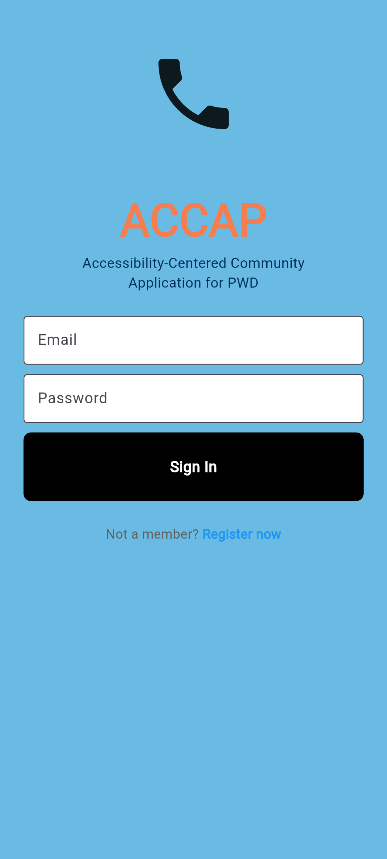 ACCAP
Accessibility-Centered Community
Application for PWD
Email
Password
Sign In
Not a member? Register now